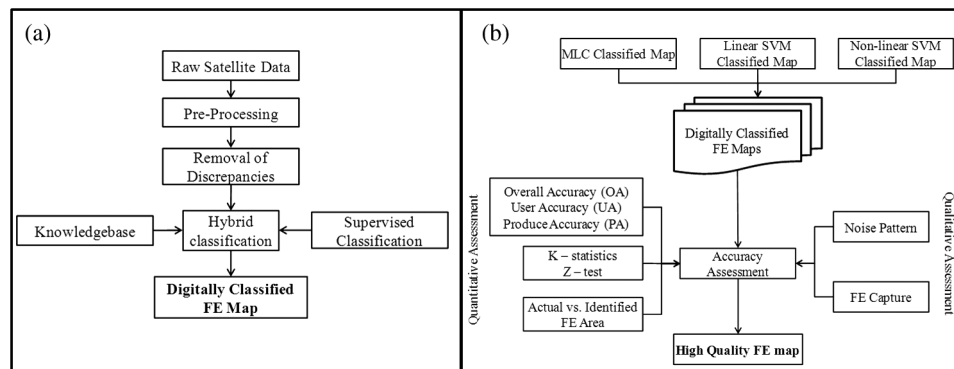 (a)
Raw Satellite Data
Pre-Processing
Removal of
Discrepancies
Knowledgebase
Hybrid
classification
Supervised
Classification
Digitally Classified
FE Map
(b)
MLC Classified Map
Linear SVM
Classified Map
Non-linear SVM
Classified Map
Digitally Classified
FE Maps
Quantitative Assessment
Overall Accuracy (OA)
User Accuracy (UA)
Produce Accuracy (PA)
K – statistics
Z – test
Actual vs. Identified
FE Area
Accuracy
Assessment
Noise Pattern
FE Capture
Qualitative Assessment
High Quality FE map